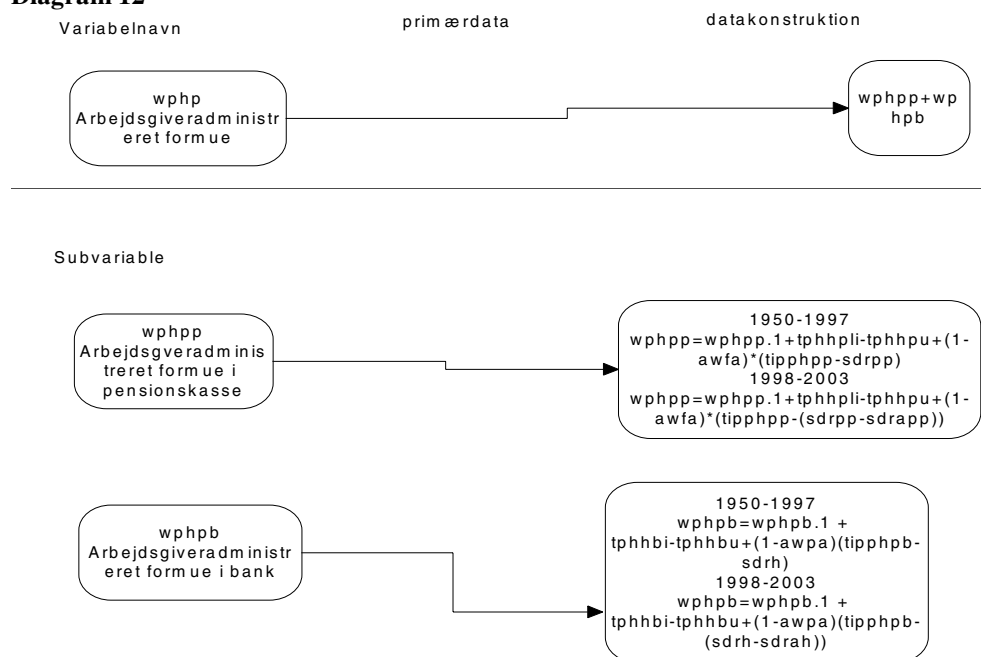 Diagram 12
Variabelnavn
primærdata
datakonstruktion
wphp
Arbejdsgiveradministr
eret formue
wphpp+wp
hpb
Subvariable
wphpp
Arbejdsgveradminis
treret formue i
pensionskasse
1950-1997
wphpp=wphpp.1+tphhpli-tphhpu+(1-
awfa)*(tipphpp-sdrpp)
1998-2003
wphpp=wphpp.1+tphhpli-tphhpu+(1-
awfa)*(tipphpp-(sdrpp-sdrapp))
wphpb
Arbejdsgiveradministr
eret formue i bank
1950-1997
wphpb=wphpb.1 +
tphhbi-tphhbu+(1-awpa)(tipphpb-
sdrh)
1998-2003
wphpb=wphpb.1 +
tphhbi-tphhbu+(1-awpa)(tipphpb-
(sdrh-sdrah))